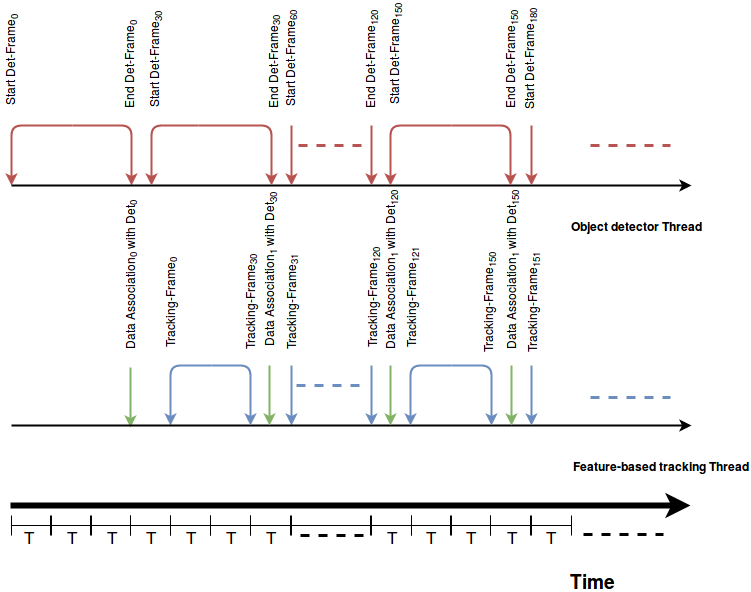 Start Det-Frame0
End Det-Frame0
Start Det-Frame30
End Det-Frame30
Start Det-Frame60
End Det-Frame120
Start Det-Frame150
End Det-Frame150
Start Det-Frame180
Object detector Thread
Data Association0 with Det0
Tracking-Frame0
Tracking-Frame30
Data Association1 with Det30
Tracking-Frame31
Tracking-Frame120
Data Association1 with Det120
Tracking-Frame121
Tracking-Frame150
Data Association1 with Det150
Tracking-Frame151
Feature-based tracking Thread
T T T T T T T T T T T T
Time